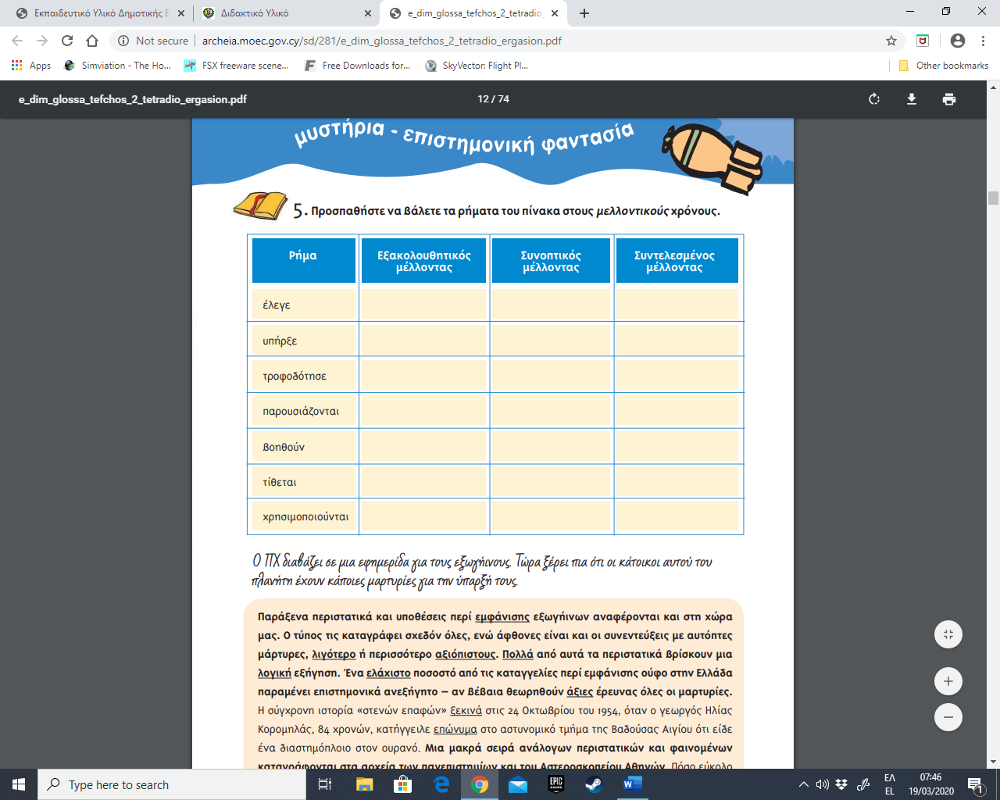 Εκπαιδευτικό Υλικό Δημοτικής Ε
Διδακτικό Υλικό
e_dim_glossa_tefchos_2_tetradio_
Not secure
archeia.moec.gov.cy/sd/281/e_dim_glossa_tefchos_2_tetradio_ergasion.pdf
Apps
Simviation - The Ho...
FSX freeware scene...
Free Downloads for...
SkyVector: Flight Pl...
Other bookmarks
e_dim_glossa_tefchos_2_tetradio_ergasion.pdf
12 / 74
μυστήρια - επιστημονική φαντασία
5. Προσπαθήστε να βάλετε τα ρήματα του πίνακα στους μελλοντικούς χρόνους.
Ρήμα
Εξακολουθητικός
μέλλοντας
Συνοπτικός
μέλλοντας
Συντελεσμένος
μέλλοντας
έλεγε
υπήρξε
τροφοδότησε
παρουσιάζονται
βοηθούν
τίθεται
χρησιμοποιούνται
Ο ΠΧ διαβάζει σε μια εφημερίδα για τους εξωγήινους. Τώρα ξέρει πια ότι οι κάτοικοι αυτού του
πλανήτη έχουν κάποιες μαρτυρίες για την ύπαρξή τους.
Παράξενα περιστατικά και υποθέσεις περί εμφάνισης εξωγήινων αναφέρονται και στη χώρα
μας. Ο τύπος τις καταγράφει σχεδόν όλες, ενώ άφθονες είναι και οι συνεντεύξεις με αυτόπτες
μάρτυρες, λιγότερο ή περισσότερο αξιόπιστους. Πολλά από αυτά τα περιστατικά βρίσκουν μια
λογική εξήγηση. Ένα ελάχιστο ποσοστό από τις καταγγελίες περί εμφάνισης ούφο στην Ελλάδα
παραμένει επιστημονικά ανεξήγητο – αν βέβαια θεωρηθούν άξιες έρευνας όλες οι μαρτυρίες.
Η σύγχρονη ιστορία «στενών επαφών» ξεκινά στις 24 Οκτωβρίου του 1954, όταν ο γεωργός Ηλίας
Κορομηλάς, 84 χρονών, κατήγγειλε επώνυμα στο αστυνομικό τμήμα της Βαδούσας Αιγίου ότι είδε
ένα διαστημόπλοιο στον ουρανό. Μια μακρά σειρά ανάλογων περιστατικών και φαινομένων
καταγράφονται στα αρχεία των πανεπιστημίων και του Αστεροσκοπείου Αθηνών. Πόσο εύκολο
Type here to search
EPIC
GAMES
ΕΛ
EL
07:46
19/03/2020
1